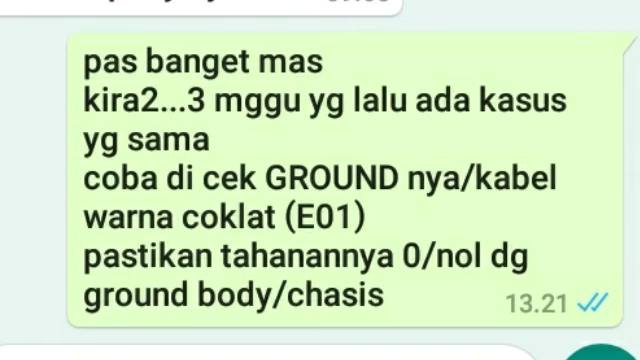 pas banget mas
kira2...3 mggu yg lalu ada kasus
yg sama
coba di cek GROUND nya/kabel
warna coklat (E01)
pastikan tahanannya 0/nol dg
ground body/chasis
13.21